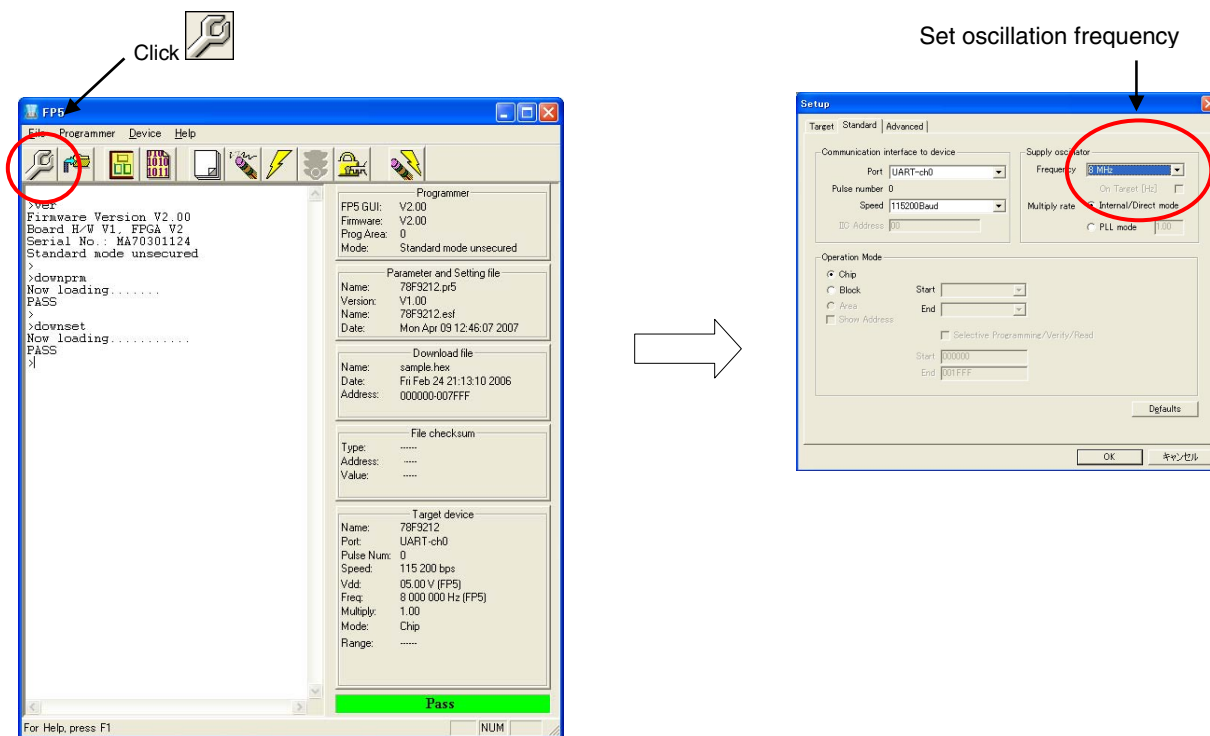 Click
Set oscillation frequency
FP5
File Programmer Device Help
>ver
Firmware Version V2.00
Board H/W V1, FPGA V2
Serial No.: MA70301124
Standard mode unsecured
>
>downprm
Now loading.......
PASS
>
>downset
Now loading...........
PASS
>
Programmer
FP5 GUI: V2.00
Firmware: V2.00
Prog Area: 0
Mode: Standard mode unsecured
Parameter and Setting file
Name: 78F9212.pr5
Version: V1.00
Name: 78F9212.esf
Date: Mon Apr 09 12:46:07 2007
Download file
Name: sample.hex
Date: Fri Feb 24 21:13:10 2006
Address: 000000-007FFF
File checksum
Type: ------
Address: ----
Value: ----
Target device
Name: 78F9212
Port: UART-ch0
Pulse Num: 0
Speed: 115 200 bps
Vdd: 05.00 V (FP5)
Freq: 8 000 000 Hz (FP5)
Multiply: 1.00
Mode: Chip
Range: ------
Pass
For Help, press F1
NUM
Setup
Target Standard Advanced
Communication interface to device
Port UART-ch0
Pulse number 0
Speed 115200Baud
IIC Address 00
Supply oscillator
Frequency 8 MHz
On Target [Hz]
Multiply rate Internal/Direct mode
PLL mode 1.00
Operation Mode
Chip
Block Start
Area End
Show Address
Selective Programming/Verify/Read
Start 000000
End 001FFF
Defaults
OK キャンセル